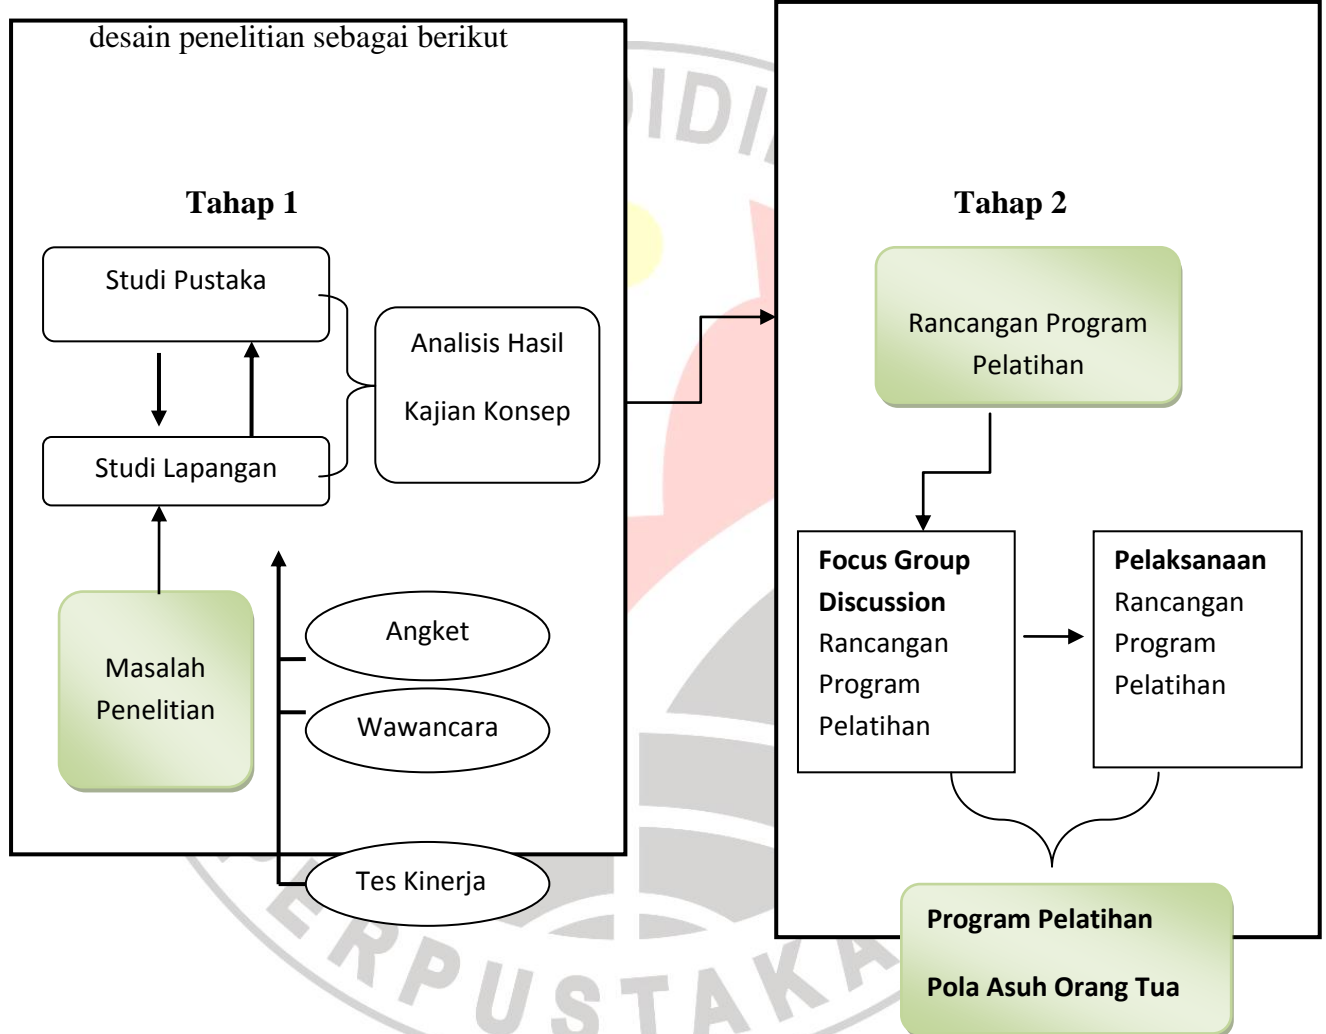 desain penelitian sebagai berikut
Tahap 1
Studi Pustaka
Analisis Hasil
Kajian Konsep
Studi Lapangan
Masalah
Penelitian
Angket
Wawancara
Tes Kinerja
Tahap 2
Rancangan Program
Pelatihan
Focus Group
Discussion
Rancangan
Program
Pelatihan
Pelaksanaan
Rancangan
Program
Pelatihan
Program Pelatihan
Pola Asuh Orang Tua